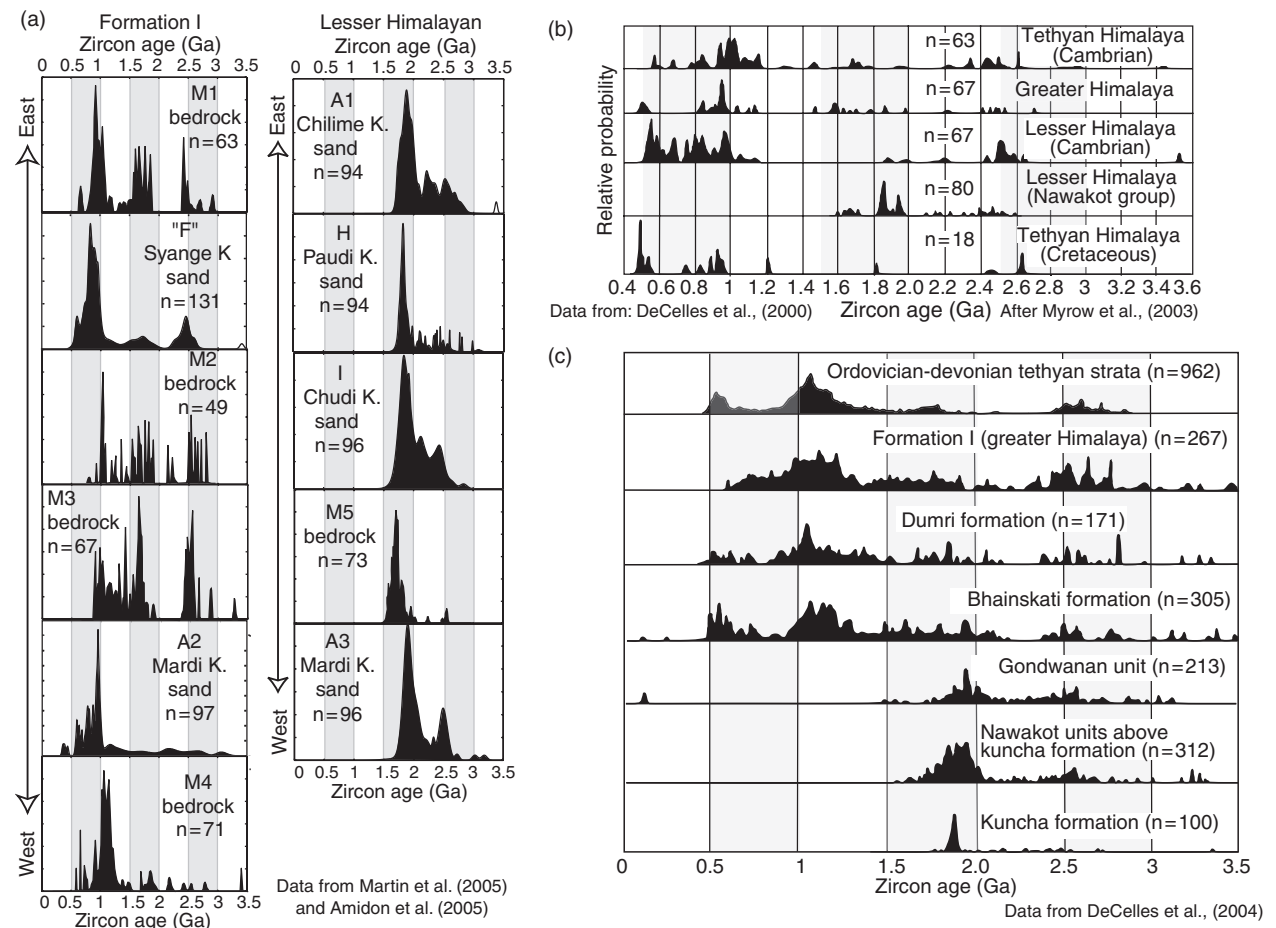 (a)
Formation I
Zircon age (Ga)
0 0.5 1.0 1.5 2.0 2.5 3.0 3.5
East
West
M1
bedrock
n=63
"F"
Syange K
sand
n=131
M2
bedrock
n=49
M3
bedrock
n=67
A2
Mardi K.
sand
n=97
M4
bedrock
n=71
0 0.5 1.0 1.5 2.0 2.5 3.0 3.5
Zircon age (Ga)
Lesser Himalayan
Zircon age (Ga)
0 0.5 1 1.5 2 2.5 3 3.5
East
West
A1
Chilime K.
sand
n=94
H
Paudi K.
sand
n=94
I
Chudi K.
sand
n=96
M5
bedrock
n=73
A3
Mardi K.
sand
n=96
0 0.5 1 1.5 2 2.5 3 3.5
Zircon age (Ga)
Data from Martin et al. (2005)
and Amidon et al. (2005)
(b)
Relative probability
n=63 Tethyan Himalaya
(Cambrian)
n=67 Greater Himalaya
n=67 Lesser Himalaya
(Cambrian)
n=80 Lesser Himalaya
(Nawakot group)
n=18 Tethyan Himalaya
(Cretaceous)
0.4 0.6 0.8 1 1.2 1.4 1.6 1.8 2.0 2.2 2.4 2.6 2.8 3 3.2 3.4 3.6
Data from: DeCelles et al., (2000) Zircon age (Ga) After Myrow et al., (2003)
(c)
Ordovician-devonian tethyan strata (n=962)
Formation I (greater Himalaya) (n=267)
Dumri formation (n=171)
Bhainskati formation (n=305)
Gondwanan unit (n=213)
Nawakot units above
kuncha formation (n=312)
Kuncha formation (n=100)
0 0.5 1 1.5 2.0 2.5 3 3.5
Zircon age (Ga)
Data from DeCelles et al., (2004)